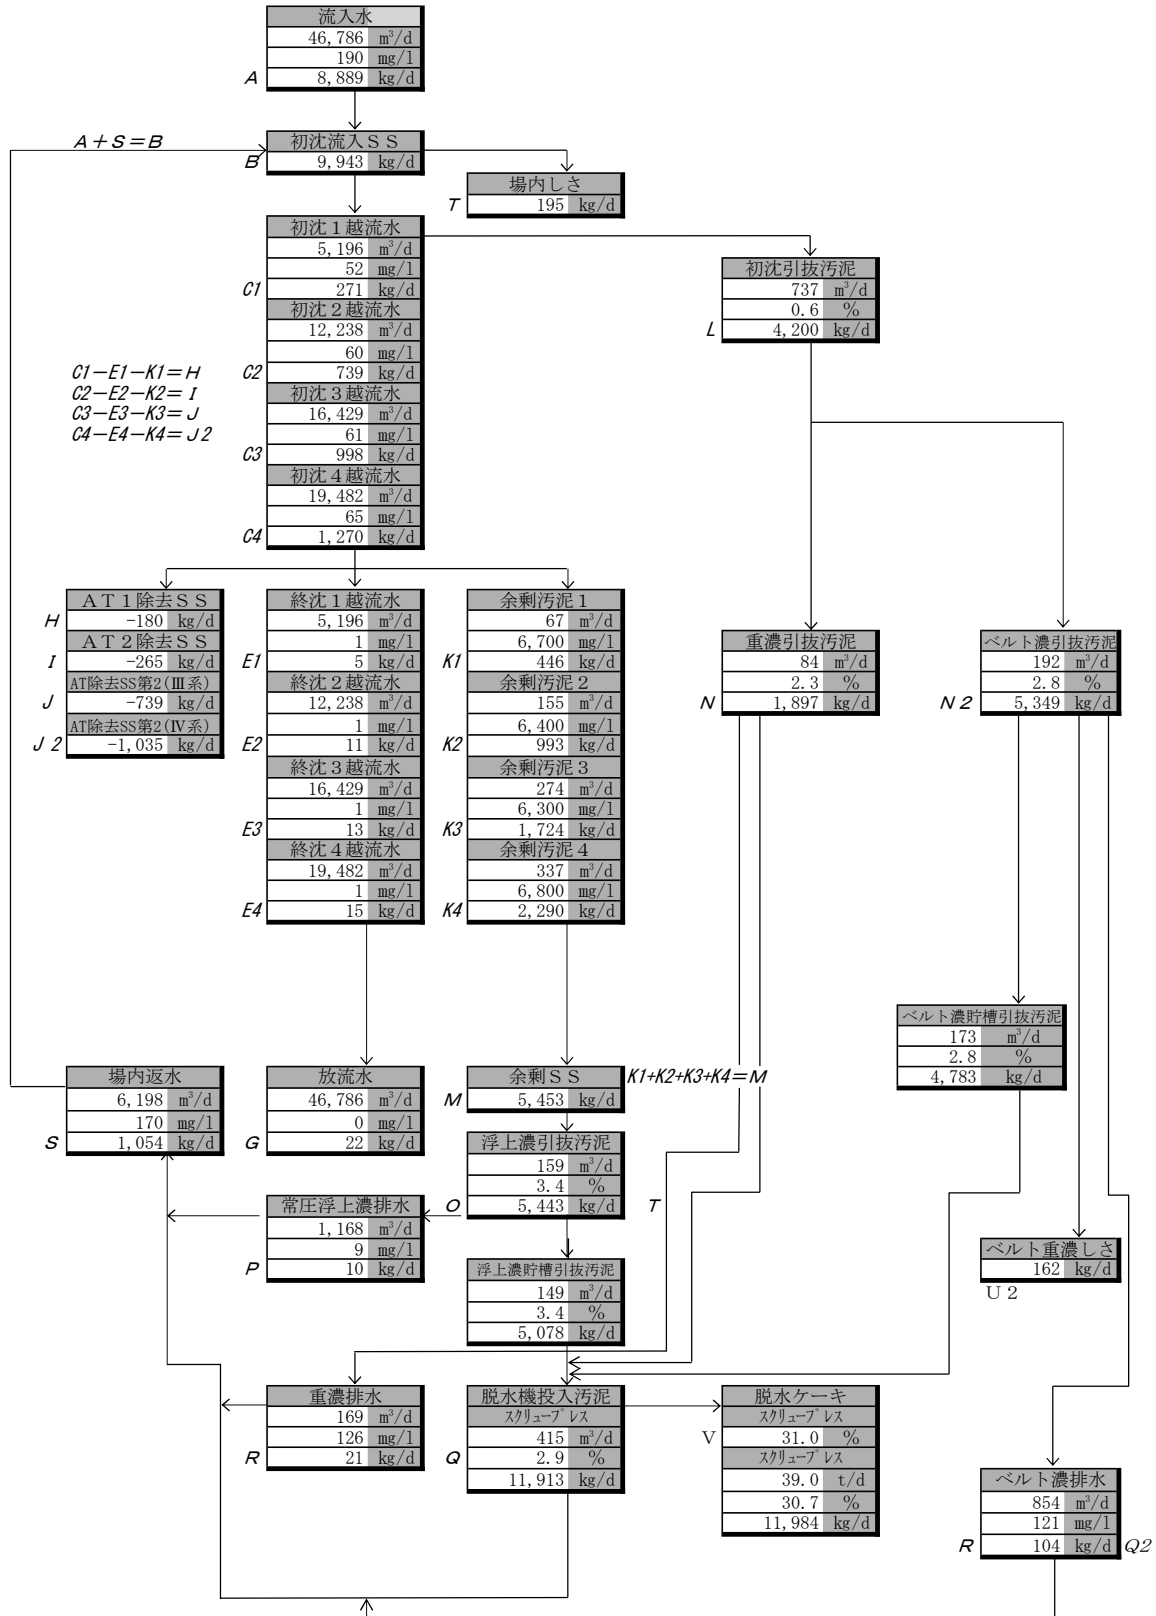 流入水
46,786 m³/d
190 mg/l
A 8,889 kg/d
A+S=B
初沈流入SS
B 9,943 kg/d
場内しさ
T 195 kg/d
初沈1越流水
5,196 m³/d
52 mg/l
C1 271 kg/d
初沈2越流水
12,238 m³/d
60 mg/l
C2 739 kg/d
初沈3越流水
16,429 m³/d
61 mg/l
C3 998 kg/d
初沈4越流水
19,482 m³/d
65 mg/l
C4 1,270 kg/d
初沈引抜汚泥
737 m³/d
0.6 %
L 4,200 kg/d
C1−E1−K1=H
C2−E2−K2=I
C3−E3−K3=J
C4−E4−K4=J2
AT1除去SS
H -180 kg/d
AT2除去SS
I -265 kg/d
AT除去SS第2(Ⅲ系)
J -739 kg/d
AT除去SS第2(Ⅳ系)
J2 -1,035 kg/d
終沈1越流水
5,196 m³/d
1 mg/l
E1 5 kg/d
終沈2越流水
12,238 m³/d
1 mg/l
E2 11 kg/d
終沈3越流水
16,429 m³/d
1 mg/l
E3 13 kg/d
終沈4越流水
19,482 m³/d
1 mg/l
E4 15 kg/d
余剰汚泥1
67 m³/d
6,700 mg/l
K1 446 kg/d
余剰汚泥2
155 m³/d
6,400 mg/l
K2 993 kg/d
余剰汚泥3
274 m³/d
6,300 mg/l
K3 1,724 kg/d
余剰汚泥4
337 m³/d
6,800 mg/l
K4 2,290 kg/d
重濃引抜汚泥
84 m³/d
2.3 %
N 1,897 kg/d
ベルト濃引抜汚泥
192 m³/d
2.8 %
N2 5,349 kg/d
ベルト濃貯槽引抜汚泥
173 m³/d
2.8 %
4,783 kg/d
場内返水
6,198 m³/d
170 mg/l
S 1,054 kg/d
放流水
46,786 m³/d
0 mg/l
G 22 kg/d
余剰SS
M 5,453 kg/d
K1+K2+K3+K4=M
浮上濃引抜汚泥
159 m³/d
3.4 %
O 5,443 kg/d
T
常圧浮上濃排水
1,168 m³/d
9 mg/l
P 10 kg/d
浮上濃貯槽引抜汚泥
149 m³/d
3.4 %
5,078 kg/d
ベルト重濃しさ
162 kg/d
U2
重濃排水
169 m³/d
126 mg/l
R 21 kg/d
脱水機投入汚泥
スクリュープレス
415 m³/d
Q 2.9 %
11,913 kg/d
脱水ケーキ
スクリュープレス
V 31.0 %
スクリュープレス
39.0 t/d
30.7 %
11,984 kg/d
ベルト濃排水
854 m³/d
121 mg/l
R 104 kg/d Q2